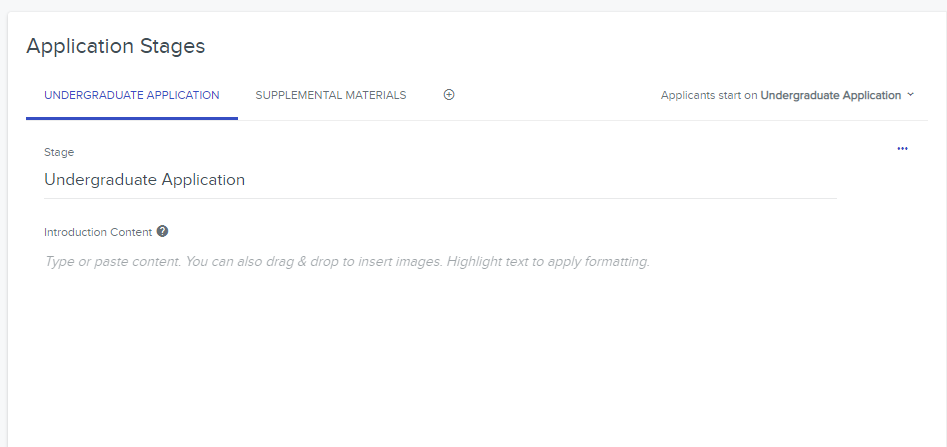 Application Stages
UNDERGRADUATE APPLICATION SUPPLEMENTAL MATERIALS Applicants start on Undergraduate Application
Stage
Undergraduate Application
Introduction Content ?
Type or paste content. You can also drag & drop to insert images. Highlight text to apply formatting.